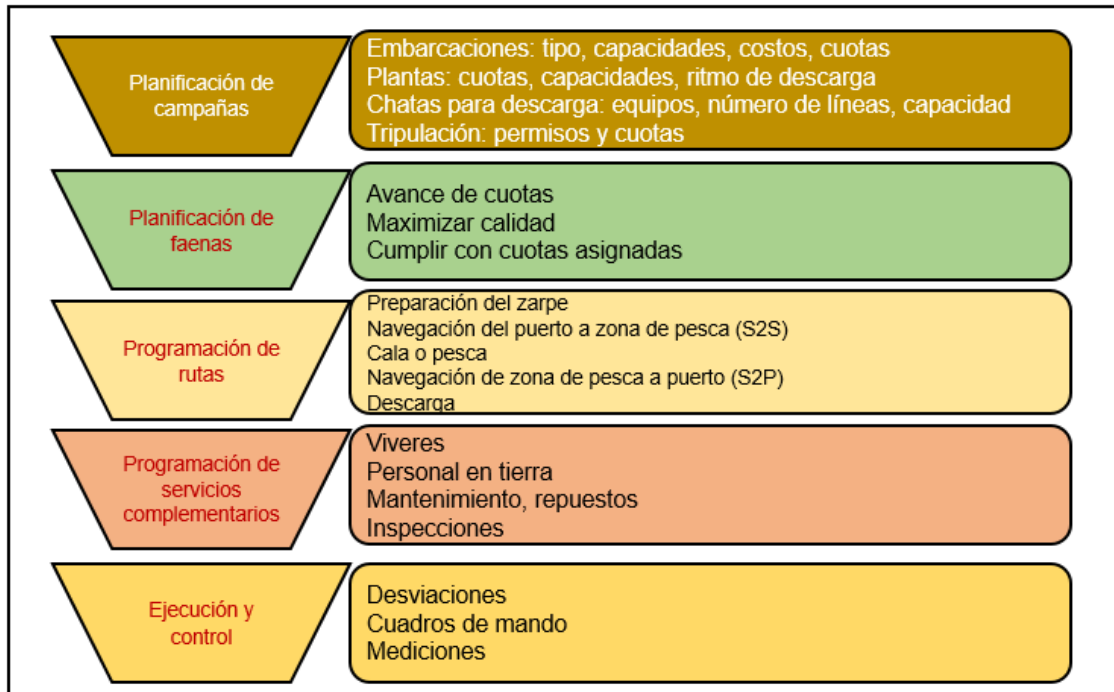 Planificación de
campañas
Embarcaciones: tipo, capacidades, costos, cuotas
Plantas: cuotas, capacidades, ritmo de descarga
Chatas para descarga: equipos, número de líneas, capacidad
Tripulación: permisos y cuotas
Planificación de
faenas
Avance de cuotas
Maximizar calidad
Cumplir con cuotas asignadas
Programación de
rutas
Preparación del zarpe
Navegación del puerto a zona de pesca (S2S)
Cala o pesca
Navegación de zona de pesca a puerto (S2P)
Descarga
Programación de
servicios
complementarios
Viveres
Personal en tierra
Mantenimiento, repuestos
Inspecciones
Ejecución y
control
Desviaciones
Cuadros de mando
Mediciones